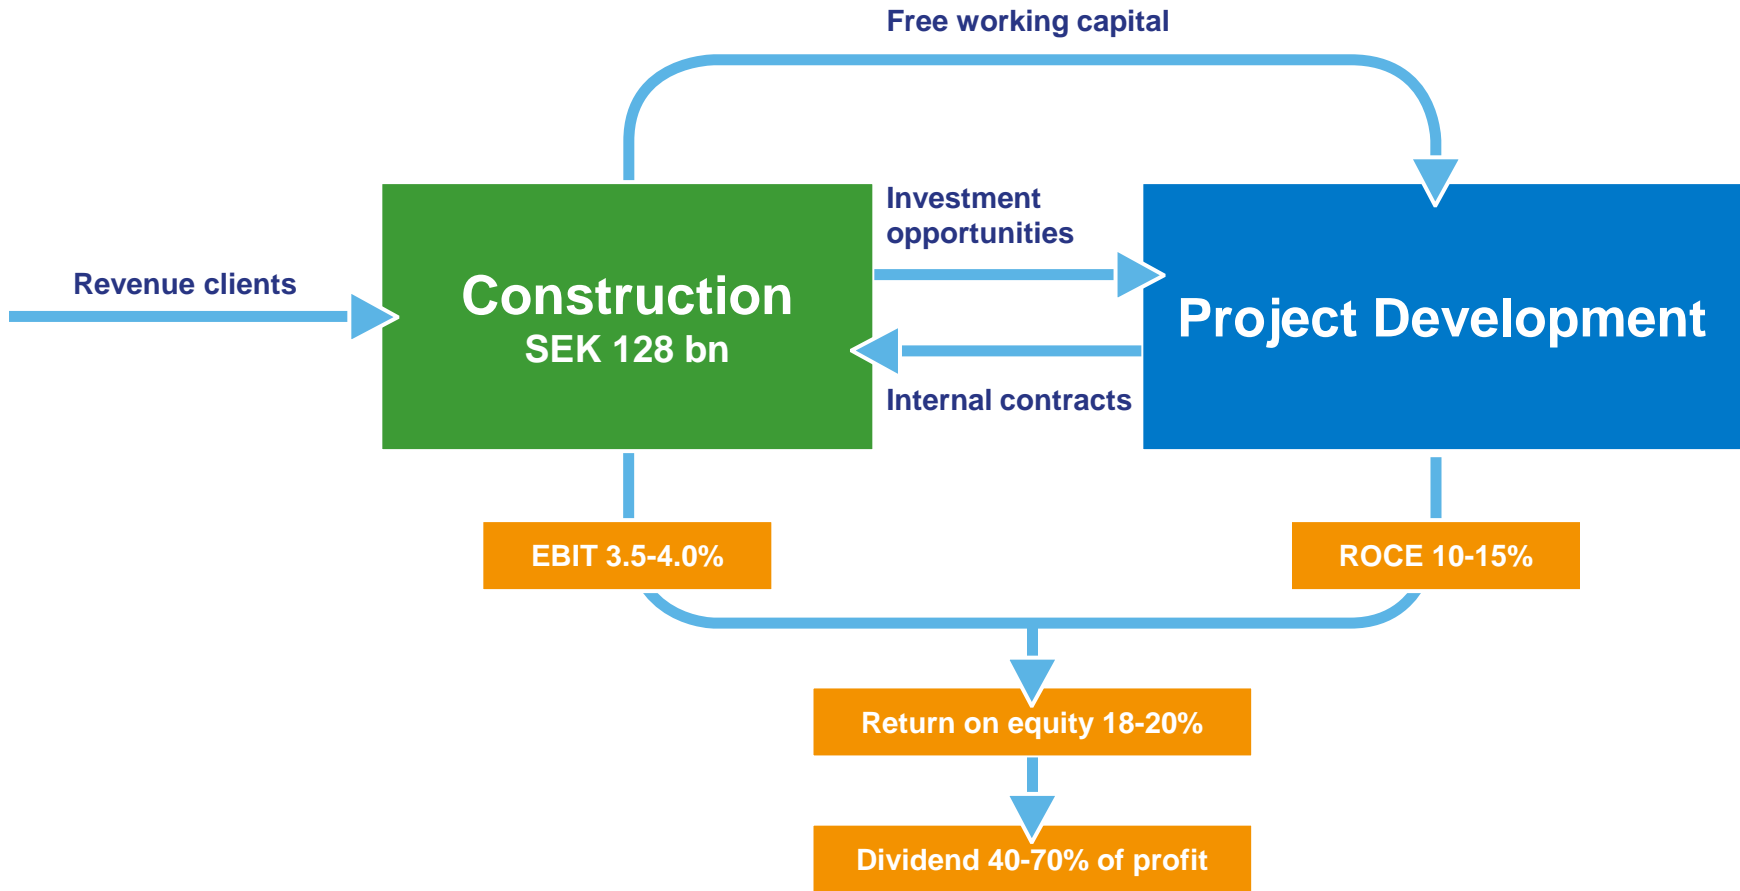 Free working capital
Investment
opportunities
Revenue clients
Construction
SEK 128 bn
Project Development
Internal contracts
EBIT 3.5-4.0%
ROCE 10-15%
Return on equity 18-20%
Dividend 40-70% of profit